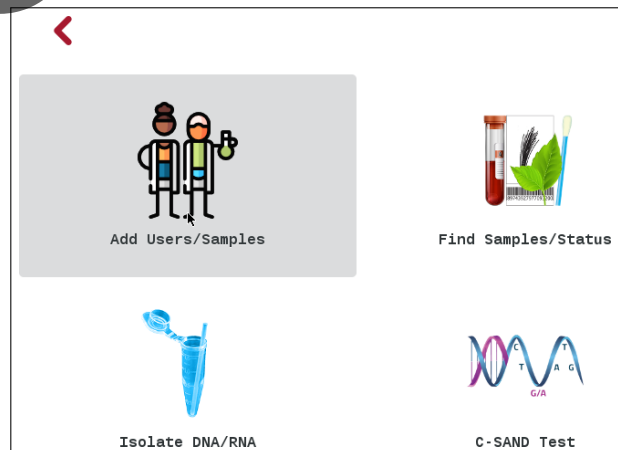 Add Users/Samples
Find Samples/Status
C
T
T
A
G
G/A
Isolate DNA/RNA
C-SAND Test